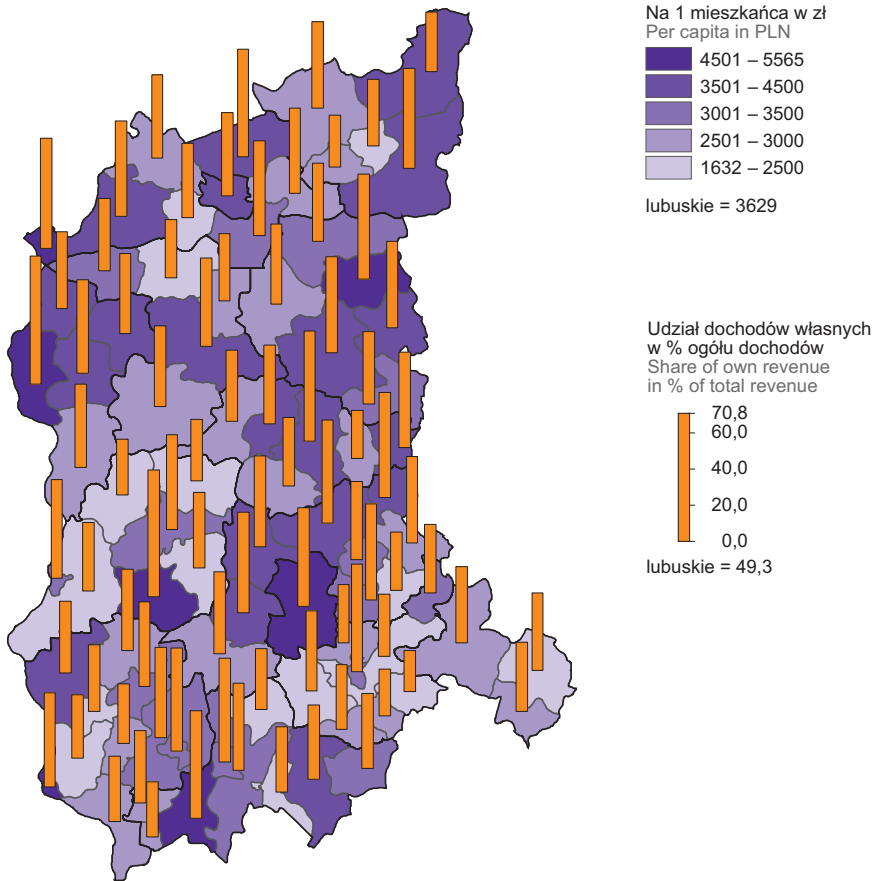 Na 1 mieszkańca w zł
Per capita in PLN
4501 – 5565
3501 – 4500
3001 – 3500
2501 – 3000
1632 – 2500
lubuskie = 3629
Udział dochodów własnych
w % ogółu dochodów
Share of own revenue
in % of total revenue
70,8
60,0
40,0
20,0
0,0
lubuskie = 49,3